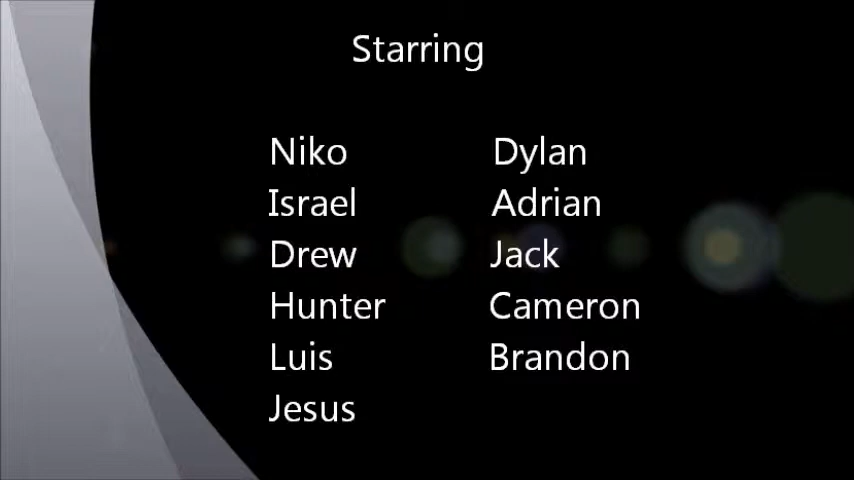 Starring
Niko
Israel
Drew
Hunter
Luis
Jesus
Dylan
Adrian
Jack
Cameron
Brandon